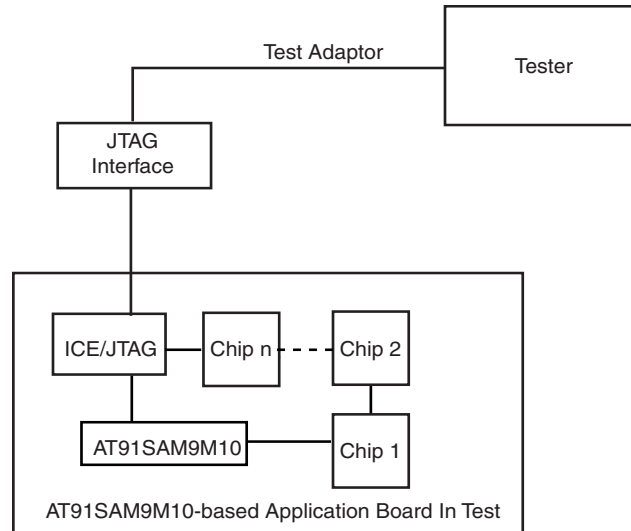 Test Adaptor
Tester
JTAG
Interface
ICE/JTAG
Chip n
Chip 2
AT91SAM9M10
Chip 1
AT91SAM9M10-based Application Board In Test